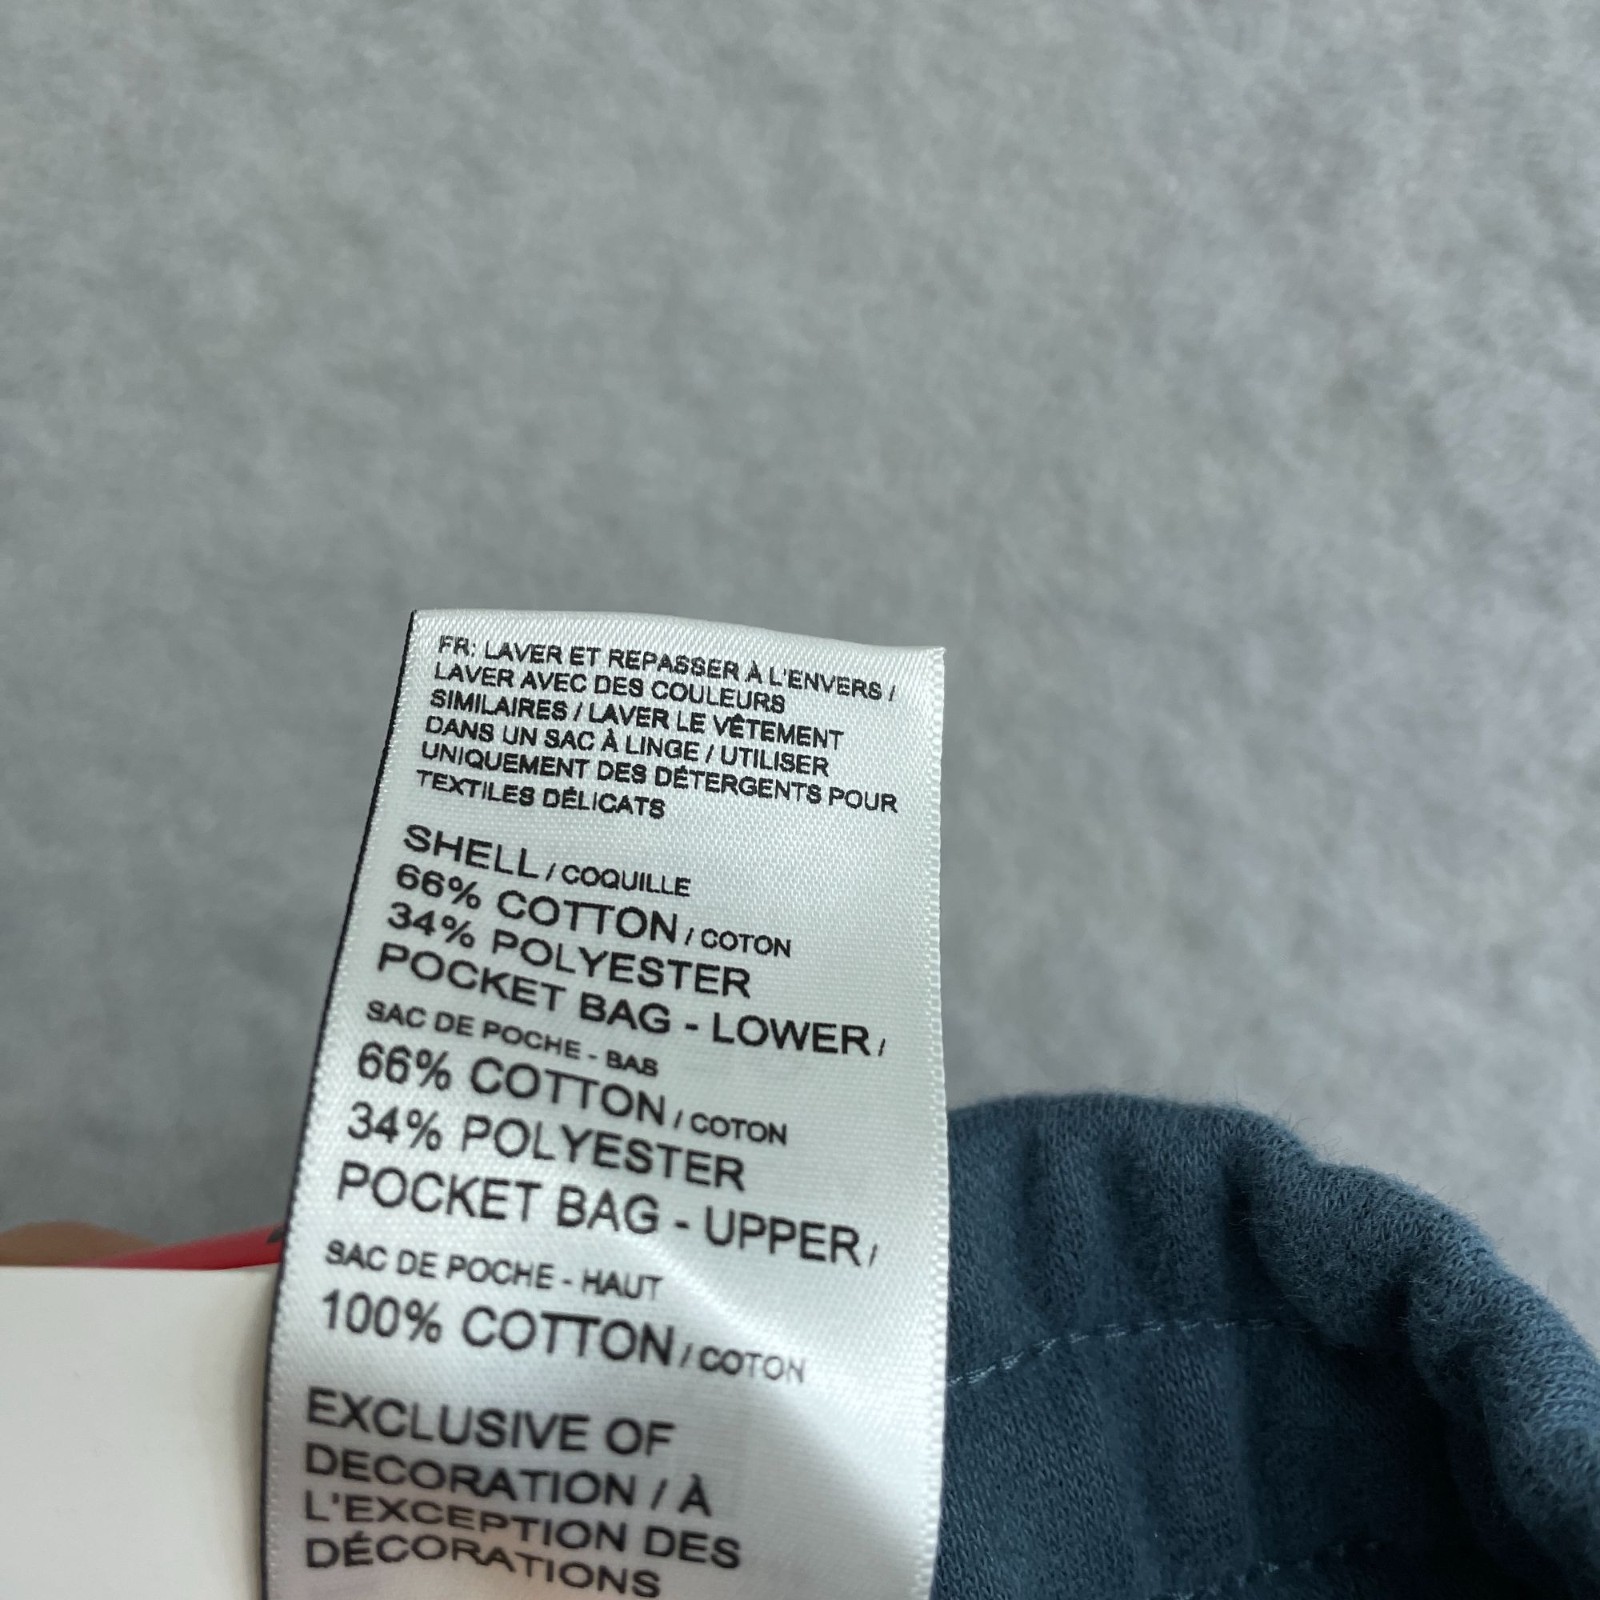 FR: LAVER ET REPASSER À L'ENVERS /
LAVER AVEC DES COULEURS
SIMILAIRES / LAVER LE VÊTEMENT
DANS UN SAC À LINGE / UTILISER
UNIQUEMENT DES DÉTERGENTS POUR
TEXTILES DÉLICATS
SHELL / COQUILLE
66% COTTON / COTON
34% POLYESTER
POCKET BAG - LOWER /
SAC DE POCHE - BAS
66% COTTON / COTON
34% POLYESTER
POCKET BAG - UPPER /
SAC DE POCHE - HAUT
100% COTTON / COTON
EXCLUSIVE OF
DECORATION / À
L'EXCEPTION DES
DÉCORATIONS